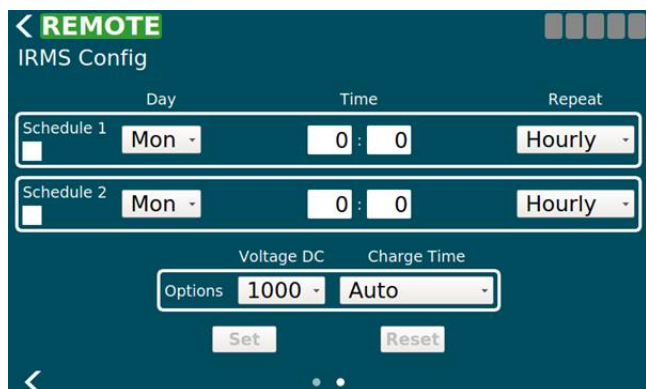 REMOTE
IRMS Config
Day Time Repeat
Schedule 1 Mon 0 : 0 Hourly
Schedule 2 Mon 0 : 0 Hourly
Voltage DC Charge Time
Options 1000 Auto
Set Reset